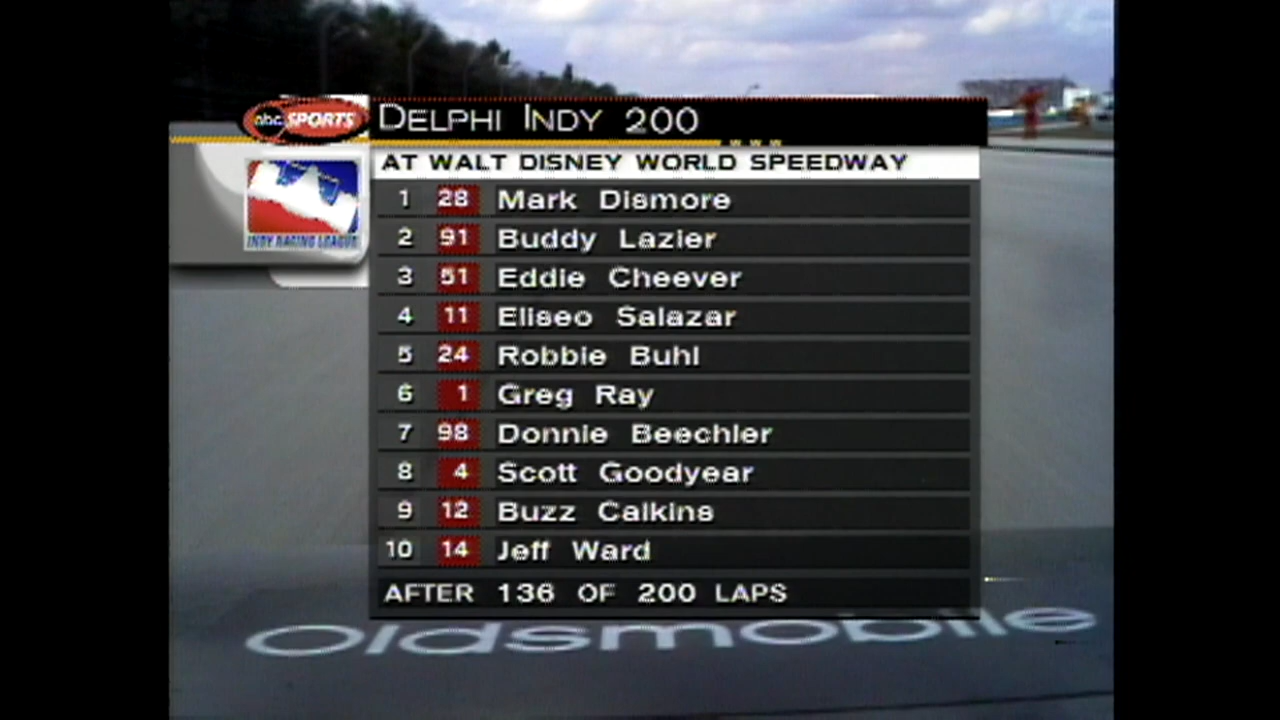 abc SPORTS DELPHI INDY 200
AT WALT DISNEY WORLD SPEEDWAY
INDY RACING LEAGUE
1 28 Mark Dismore
2 91 Buddy Lazier
3 51 Eddie Cheever
4 11 Eliseo Salazar
5 24 Robbie Buhl
6 1 Greg Ray
7 98 Donnie Beechler
8 4 Scott Goodyear
9 12 Buzz Calkins
10 14 Jeff Ward
AFTER 136 OF 200 LAPS
Oldsmobile